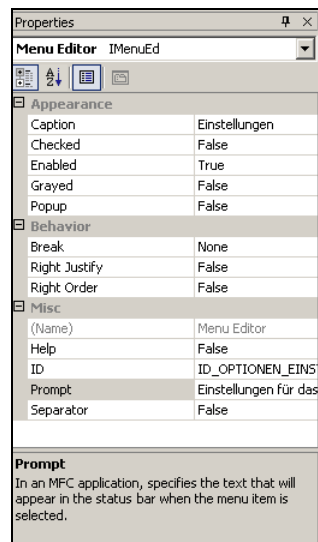 Properties
Menu Editor IMenuEd
Appearance
Caption Einstellungen
Checked False
Enabled True
Grayed False
Popup False
Behavior
Break None
Right Justify False
Right Order False
Misc
(Name) Menu Editor
Help False
ID ID_OPTIONEN_EINS
Prompt Einstellungen für das
Separator False
Prompt
In an MFC application, specifies the text that will
appear in the status bar when the menu item is
selected.